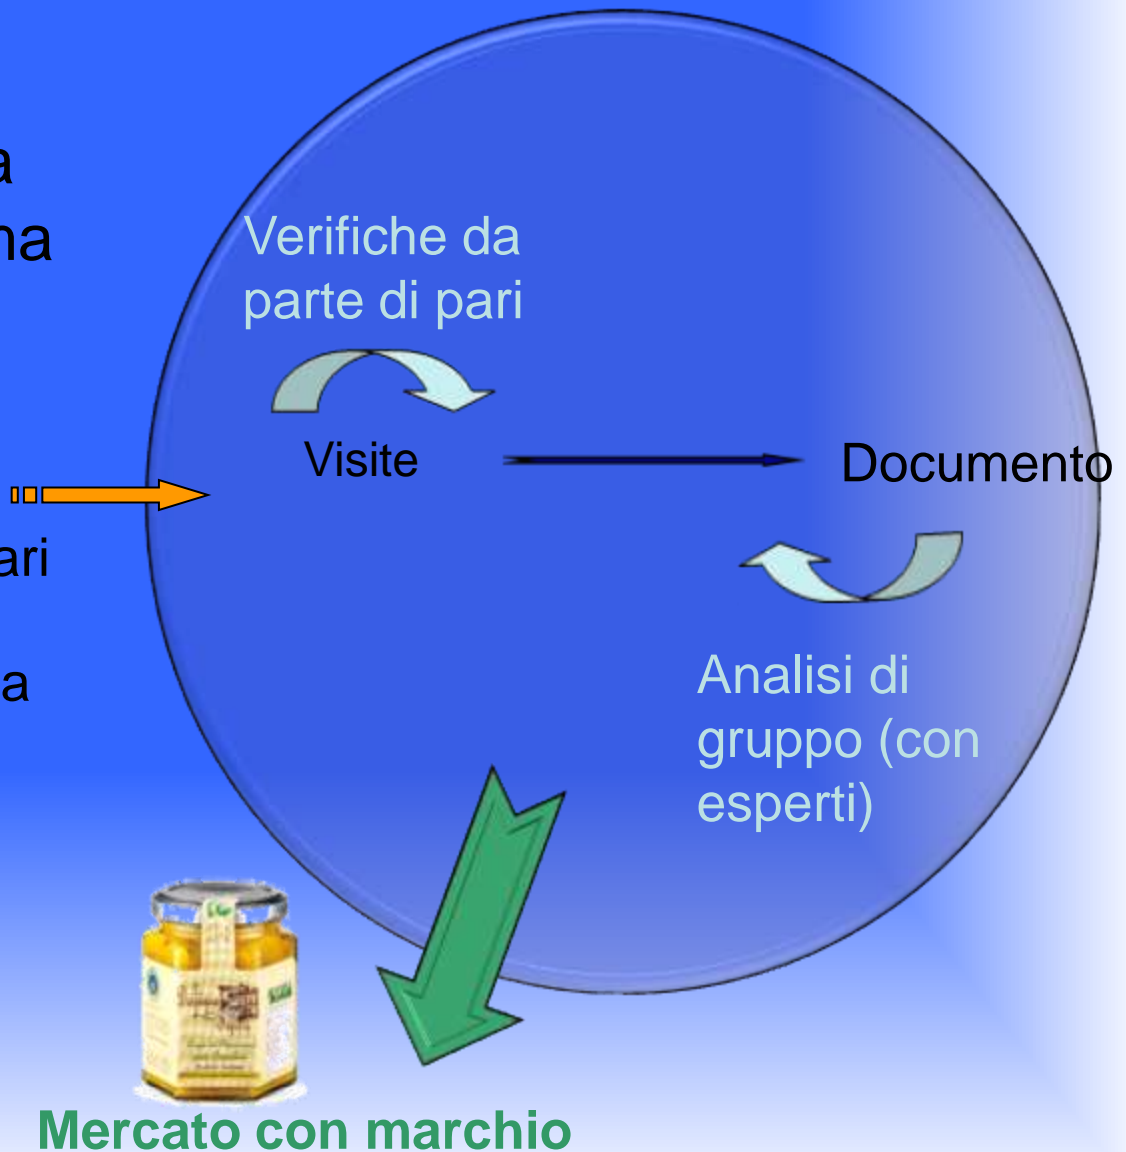 Verifiche da
parte di pari
Visite
Documento
Analisi di
gruppo (con
esperti)
Mercato con marchio